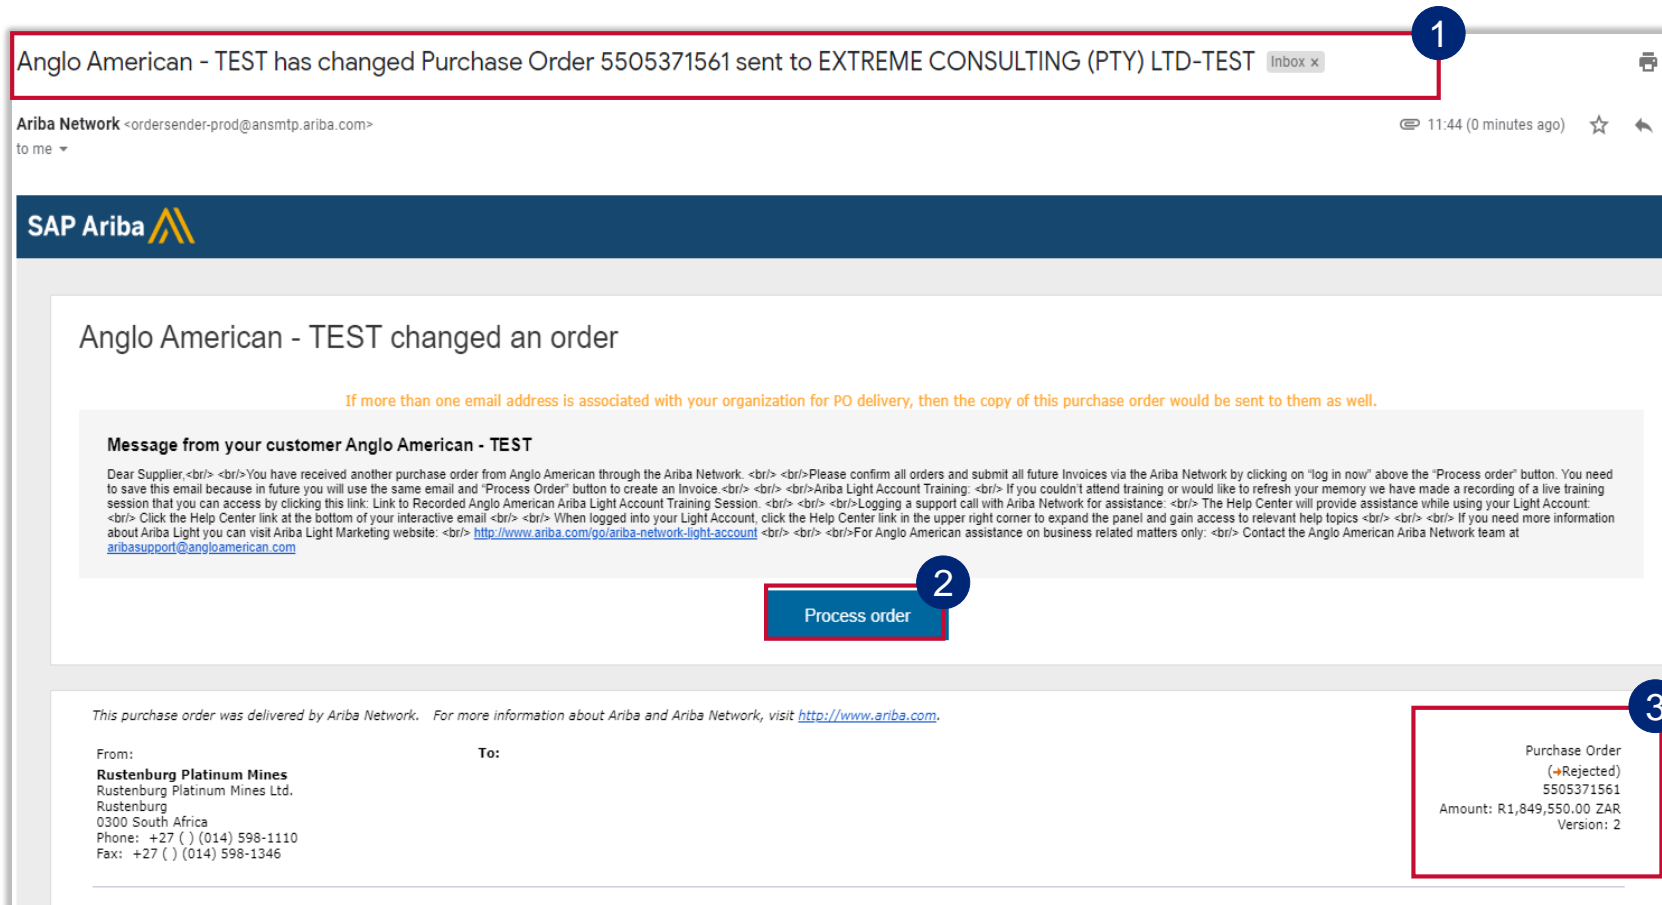 1
Anglo American - TEST has changed Purchase Order 5505371561 sent to EXTREME CONSULTING (PTY) LTD-TEST Inbox x
Ariba Network <ordersender-prod@ansmtp.ariba.com>
11:44 (0 minutes ago)
to me
SAP Ariba
Anglo American - TEST changed an order
If more than one email address is associated with your organization for PO delivery, then the copy of this purchase order would be sent to them as well.
Message from your customer Anglo American - TEST
Dear Supplier,<br/> <br/>You have received another purchase order from Anglo American through the Ariba Network. <br/> <br/>Please confirm all orders and submit all future Invoices via the Ariba Network by clicking on “log in now” above the “Process order” button. You need
to save this email because in future you will use the same email and “Process Order” button to create an Invoice.<br/> <br/> <br/>Ariba Light Account Training: <br/> If you couldn’t attend training or would like to refresh your memory we have made a recording of a live training
session that you can access by clicking this link: Link to Recorded Anglo American Ariba Light Account Training Session. <br/> <br/> <br/>Logging a support call with Ariba Network for assistance: <br/> The Help Center will provide assistance while using your Light Account:
<br/> Click the Help Center link at the bottom of your interactive email <br/> <br/> When logged into your Light Account, click the Help Center link in the upper right corner to expand the panel and gain access to relevant help topics <br/> <br/> <br/> If you need more information
about Ariba Light you can visit Ariba Light Marketing website: <br/> http://www.ariba.com/go/ariba-network-light-account <br/> <br/> <br/>For Anglo American assistance on business related matters only: <br/> Contact the Anglo American Ariba Network team at
aribasupport@angloamerican.com
2
Process order
3
This purchase order was delivered by Ariba Network. For more information about Ariba and Ariba Network, visit http://www.ariba.com.
From:
Rustenburg Platinum Mines
Rustenburg Platinum Mines Ltd.
Rustenburg
0300 South Africa
Phone: +27 ( ) (014) 598-1110
Fax: +27 ( ) (014) 598-1346
To:
Purchase Order
(➔Rejected)
5505371561
Amount: R1,849,550.00 ZAR
Version: 2